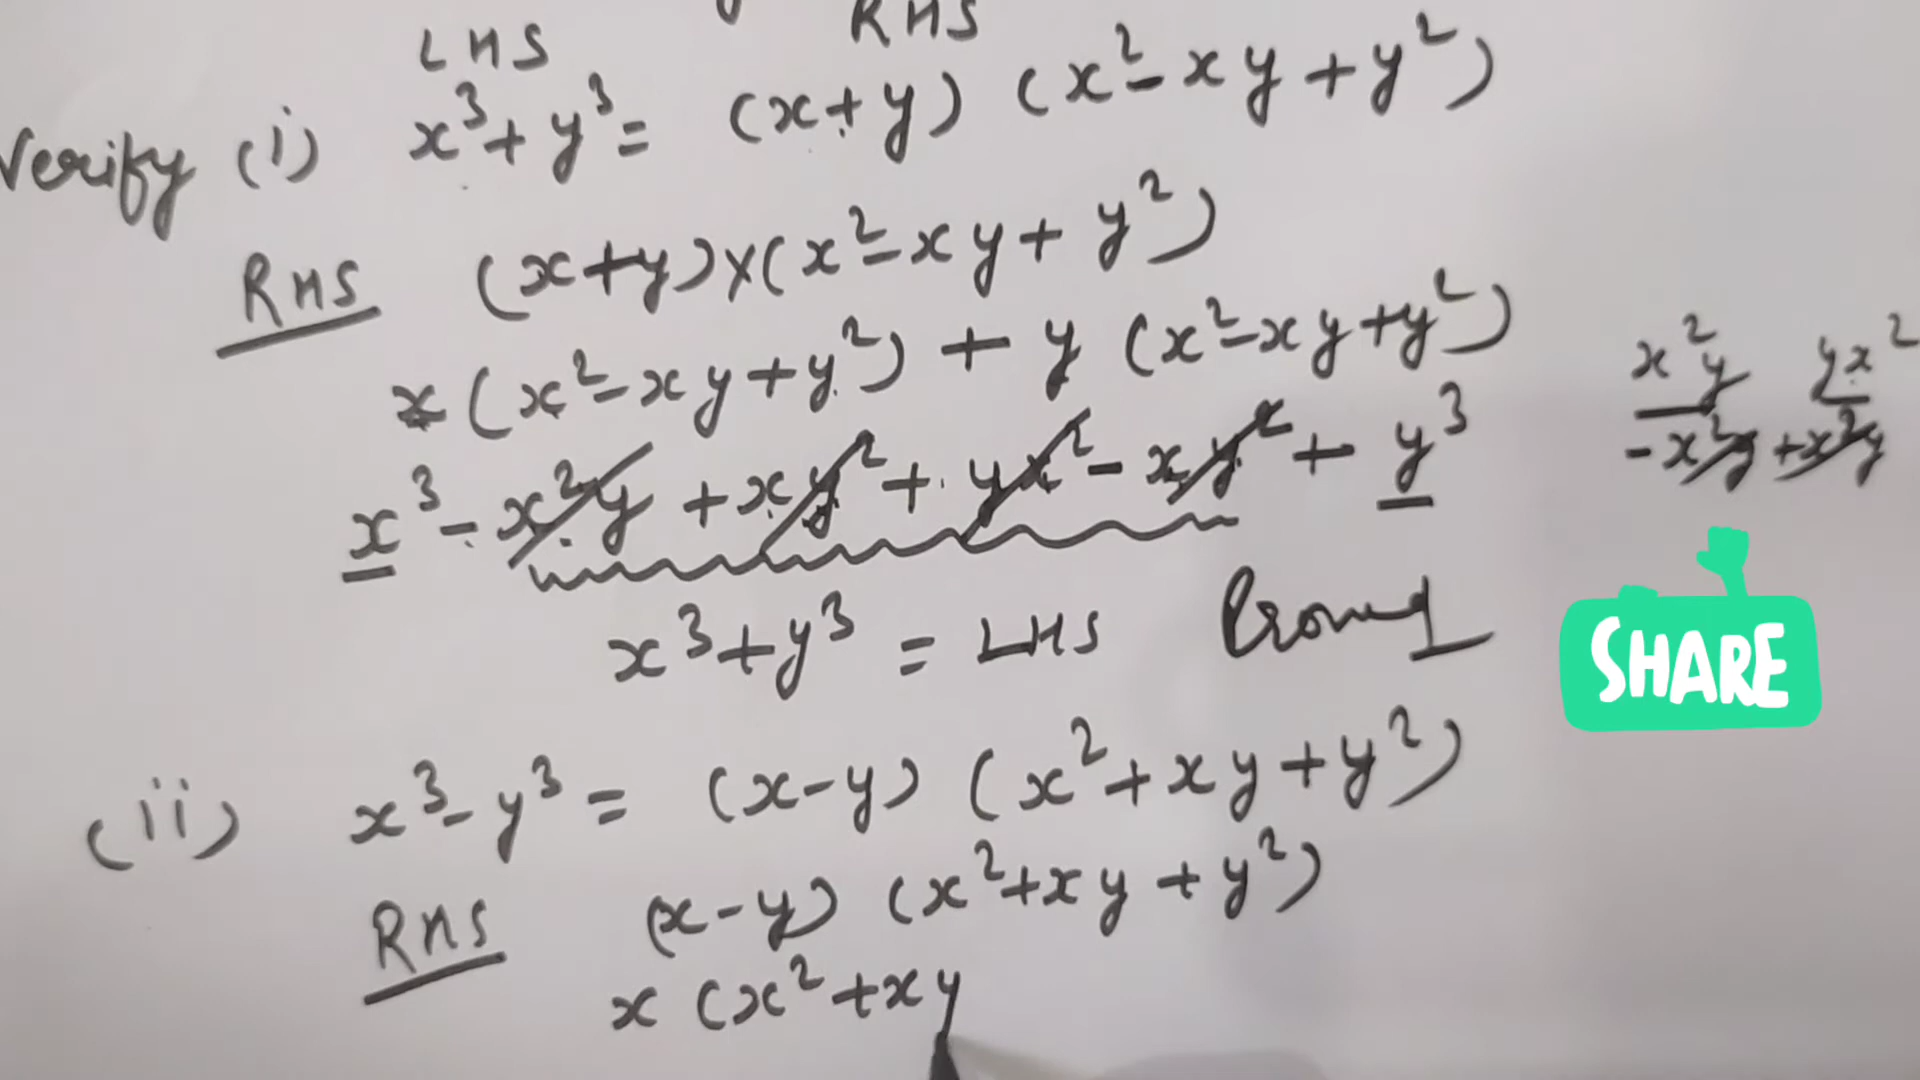 LHS RHS
Verify (i) x³+y³= (x+y) (x²-xy+y²)
RHS (x+y)×(x²-xy+y²)
x(x²-xy+y²) + y (x²-xy+y²)
x³-x²y+xy²+yx²-xy²+y³
x²y yx²
-x²y+x²y
x³+y³ = LHS Proved
SHARE
(ii) x³-y³= (x-y) (x²+xy+y²)
RHS (x-y) (x²+xy+y²)
x (x²+xy